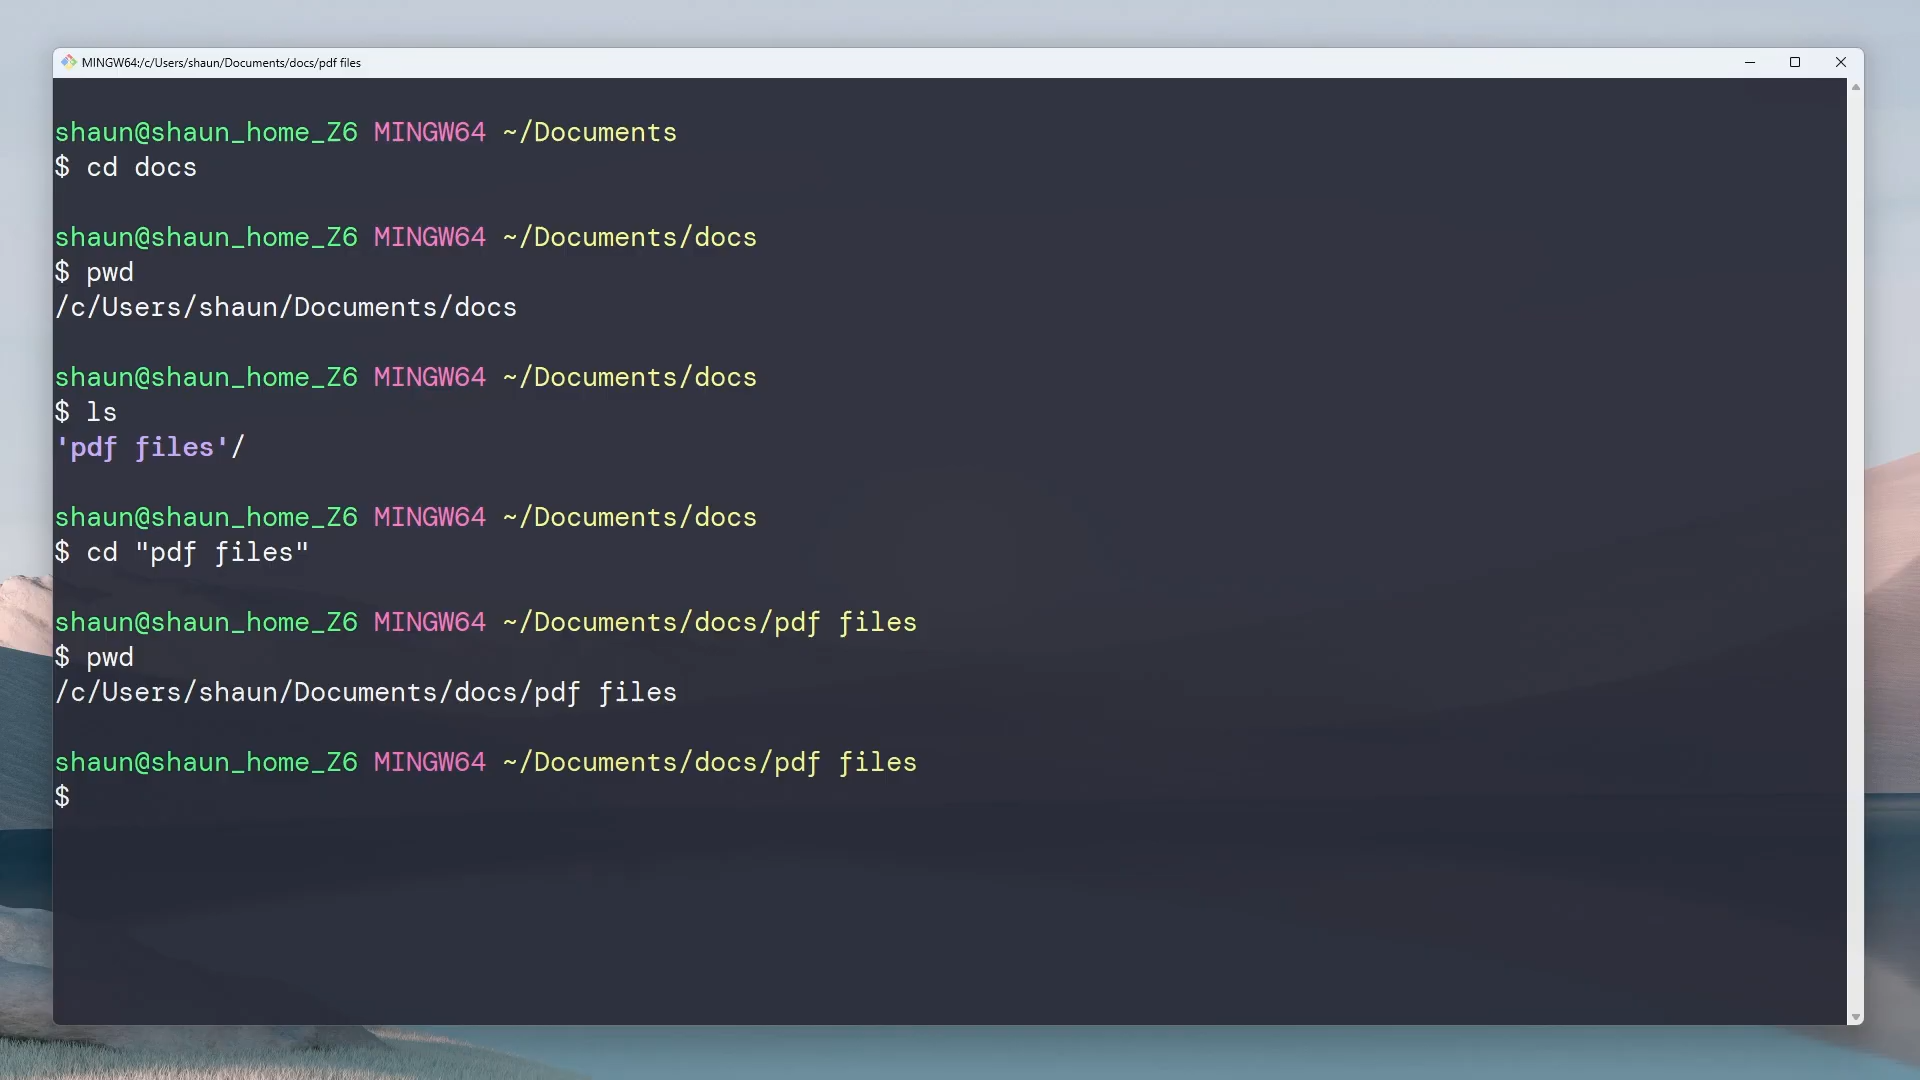 MINGW64:/c/Users/shaun/Documents/docs/pdf files
shaun@shaun_home_Z6 MINGW64 ~/Documents
$ cd docs
shaun@shaun_home_Z6 MINGW64 ~/Documents/docs
$ pwd
/c/Users/shaun/Documents/docs
shaun@shaun_home_Z6 MINGW64 ~/Documents/docs
$ ls
'pdf files'/
shaun@shaun_home_Z6 MINGW64 ~/Documents/docs
$ cd "pdf files"
shaun@shaun_home_Z6 MINGW64 ~/Documents/docs/pdf files
$ pwd
/c/Users/shaun/Documents/docs/pdf files
shaun@shaun_home_Z6 MINGW64 ~/Documents/docs/pdf files
$